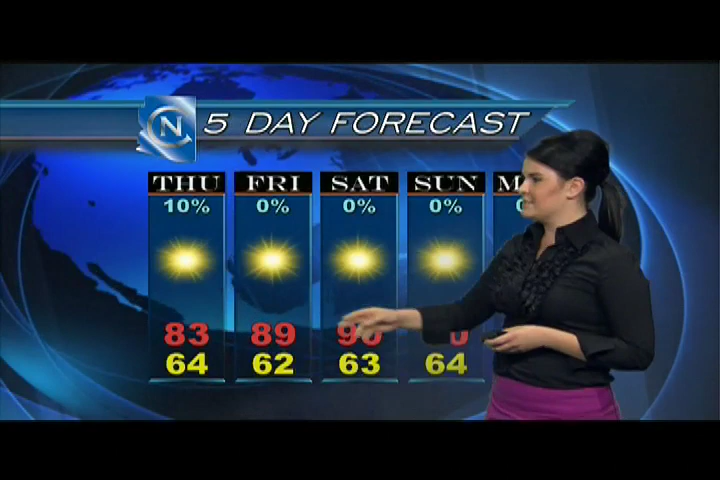 N
5 DAY FORECAST
THU FRI SAT SUN
10% 0% 0% 0%
83 89
64 62 63 64